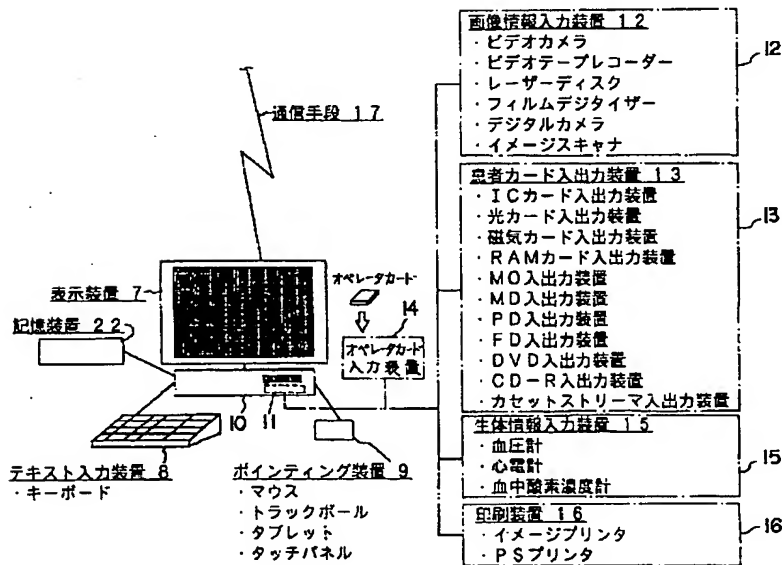 通信手段 17
表示装置 7
記憶装置 22
オペレータカード
14
オペレータカード
入力装置
10
11
テキスト入力装置 8
・キーボード
ポインティング装置 9
・マウス
・トラックボール
・タブレット
・タッチパネル
画像情報入力装置 12
・ビデオカメラ
・ビデオテープレコーダー
・レーザーディスク
・フィルムデジタイザー
・デジタルカメラ
・イメージスキャナ
12
患者カード入出力装置 13
・ICカード入出力装置
・光カード入出力装置
・磁気カード入出力装置
・RAMカード入出力装置
・MO入出力装置
・MD入出力装置
・PD入出力装置
・FD入出力装置
・DVD入出力装置
・CD-R入出力装置
・カセットストリーマ入出力装置
13
生体情報入力装置 15
・血圧計
・心電計
・血中酸素濃度計
15
印刷装置 16
・イメージプリンタ
・PSプリンタ
16